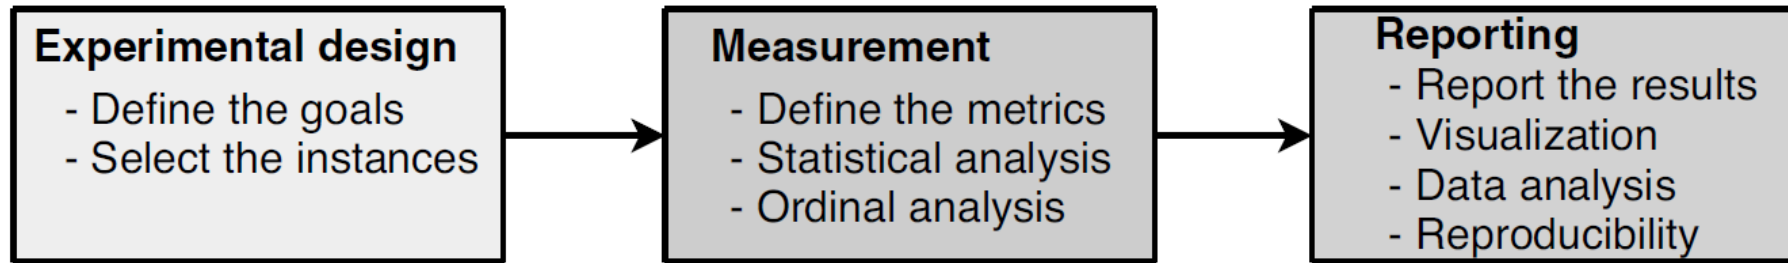 Experimental design
- Define the goals
- Select the instances
Measurement
- Define the metrics
- Statistical analysis
- Ordinal analysis
Reporting
- Report the results
- Visualization
- Data analysis
- Reproducibility